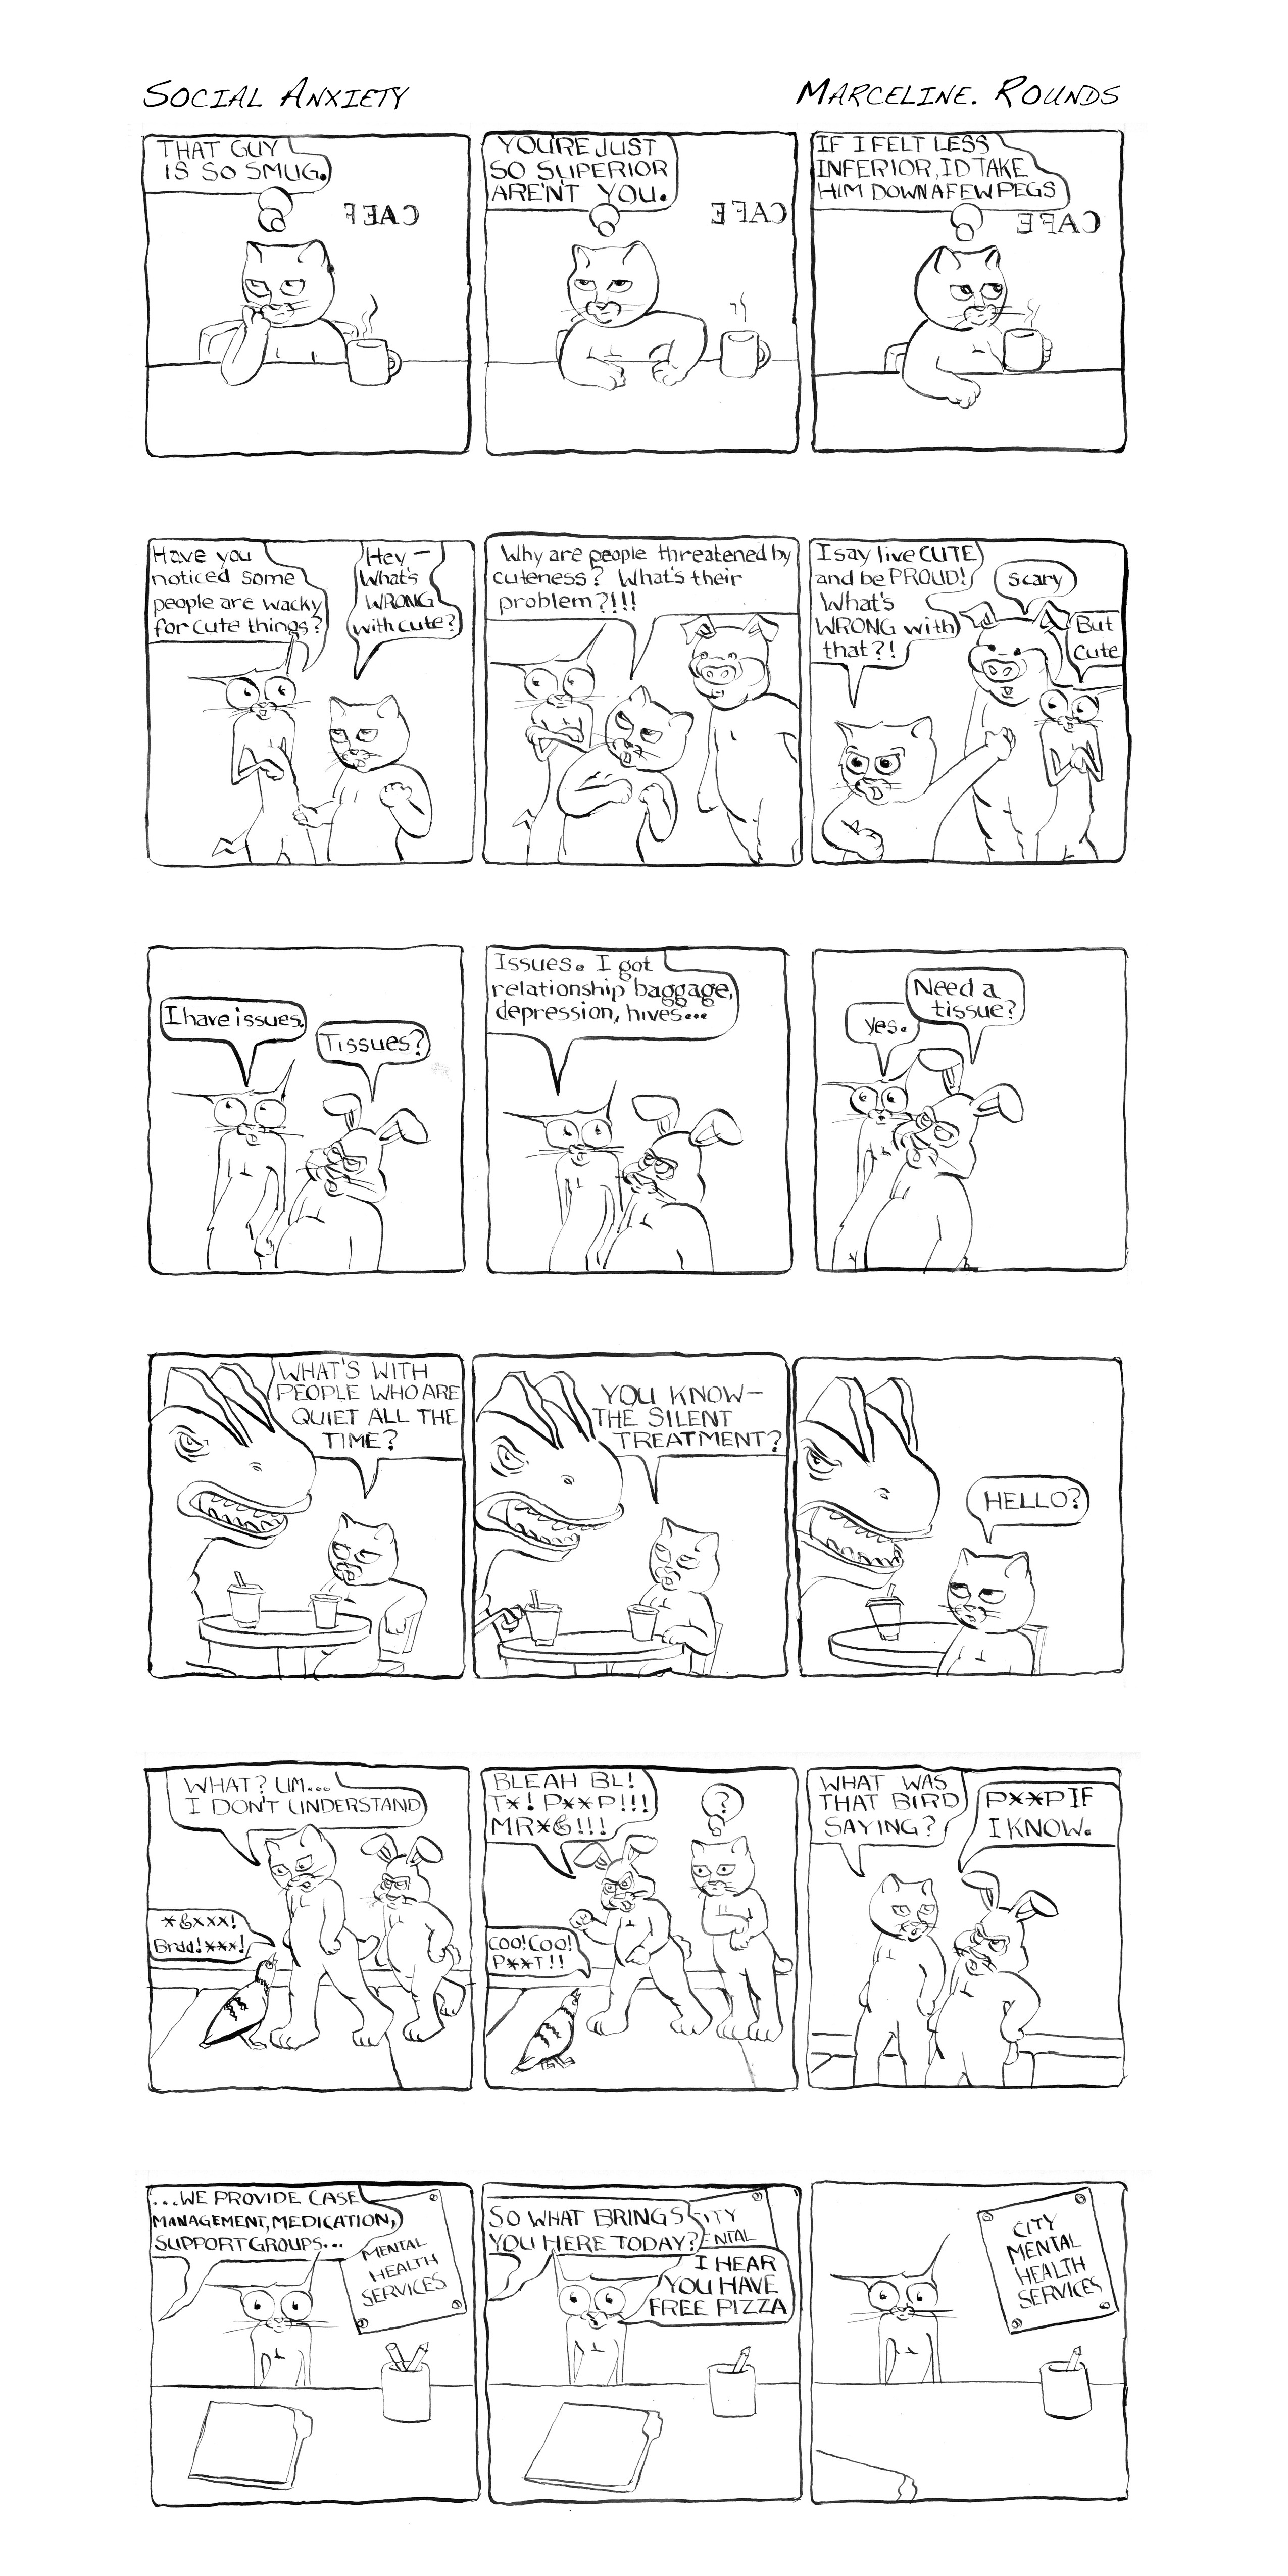 SOCIAL ANXIETY
MARCELINE. ROUNDS
THAT GUY
IS SO SMUG.
CAFE
YOU'RE JUST
SO SUPERIOR
AREN'T YOU.
CAFE
IF I FELT LESS
INFERIOR, I'D TAKE
HIM DOWN A FEW PEGS
CAFE
Have you
noticed some
people are wacky
for cute things?
Hey—
What's
WRONG
with cute?
Why are people threatened by
cuteness? What's their
problem?!!!
I say live CUTE
and be PROUD!
What's
WRONG with
that?!
Scary
But
Cute
I have issues.
Tissues?
Issues. I got
relationship baggage,
depression, hives...
Need a
tissue?
yes.
WHAT'S WITH
PEOPLE WHO ARE
QUIET ALL THE
TIME?
YOU KNOW—
THE SILENT
TREATMENT?
HELLO?
WHAT? UM...
I DON'T UNDERSTAND
*&XXX!
Brdd!***!
BLEAH BL!
T*! P**P!!!
MR*&!!!
?
COO! COO!
P**T!!
WHAT WAS
THAT BIRD
SAYING?
P**P IF
I KNOW.
...WE PROVIDE CASE
MANAGEMENT, MEDICATION,
SUPPORT GROUPS...
MENTAL
HEALTH
SERVICES
SO WHAT BRINGS
YOU HERE TODAY?
ITY
ENTAL
I HEAR
YOU HAVE
FREE PIZZA
CITY
MENTAL
HEALTH
SERVICES